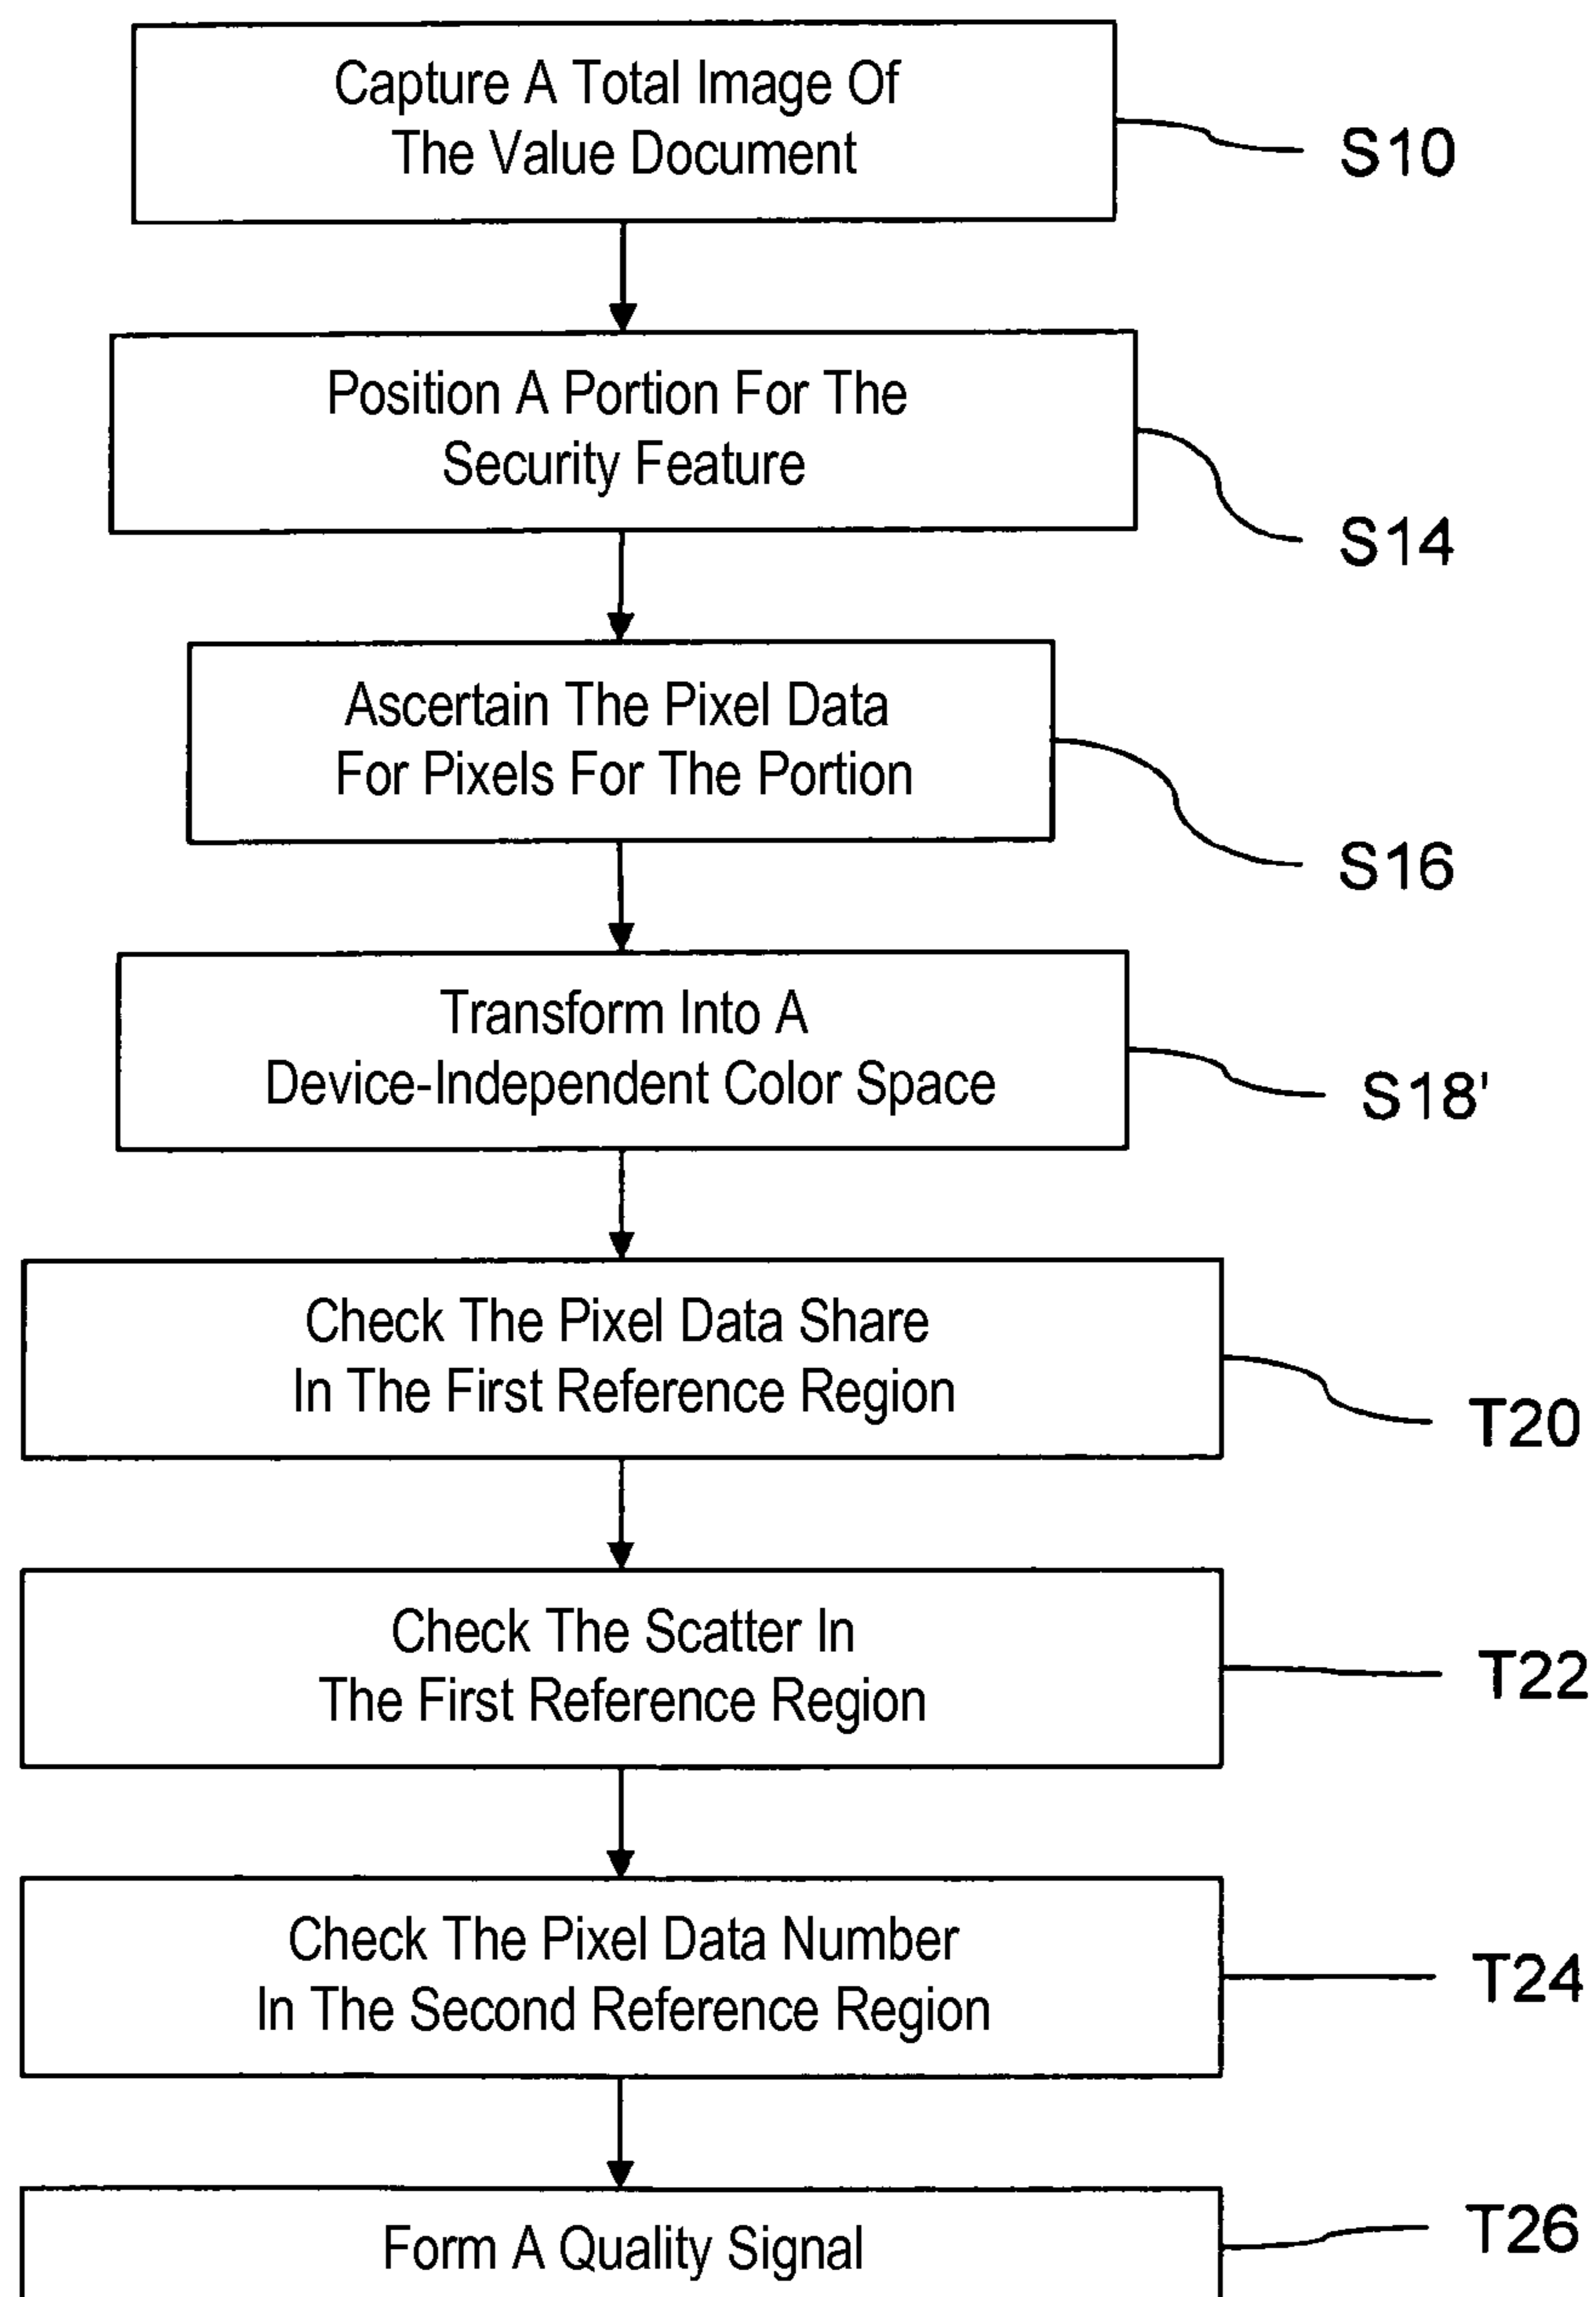 Capture A Total Image Of
The Value Document
S10
Position A Portion For The
Security Feature
S14
Ascertain The Pixel Data
For Pixels For The Portion
S16
Transform Into A
Device-Independent Color Space
S18'
Check The Pixel Data Share
In The First Reference Region
T20
Check The Scatter In
The First Reference Region
T22
Check The Pixel Data Number
In The Second Reference Region
T24
Form A Quality Signal
T26